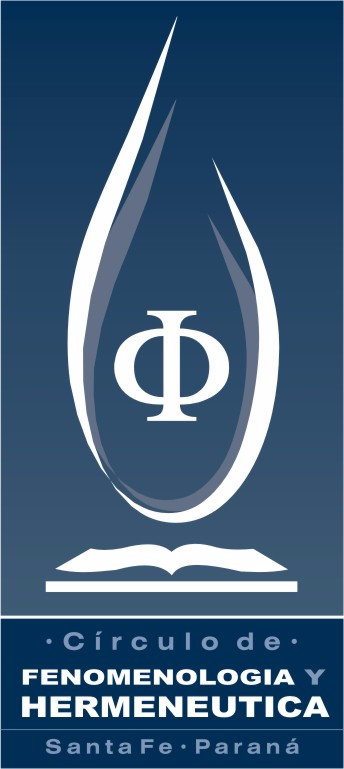 Φ
·Círculo de·
FENOMENOLOGIA Y
HERMENEUTICA
Santa Fe·Paraná